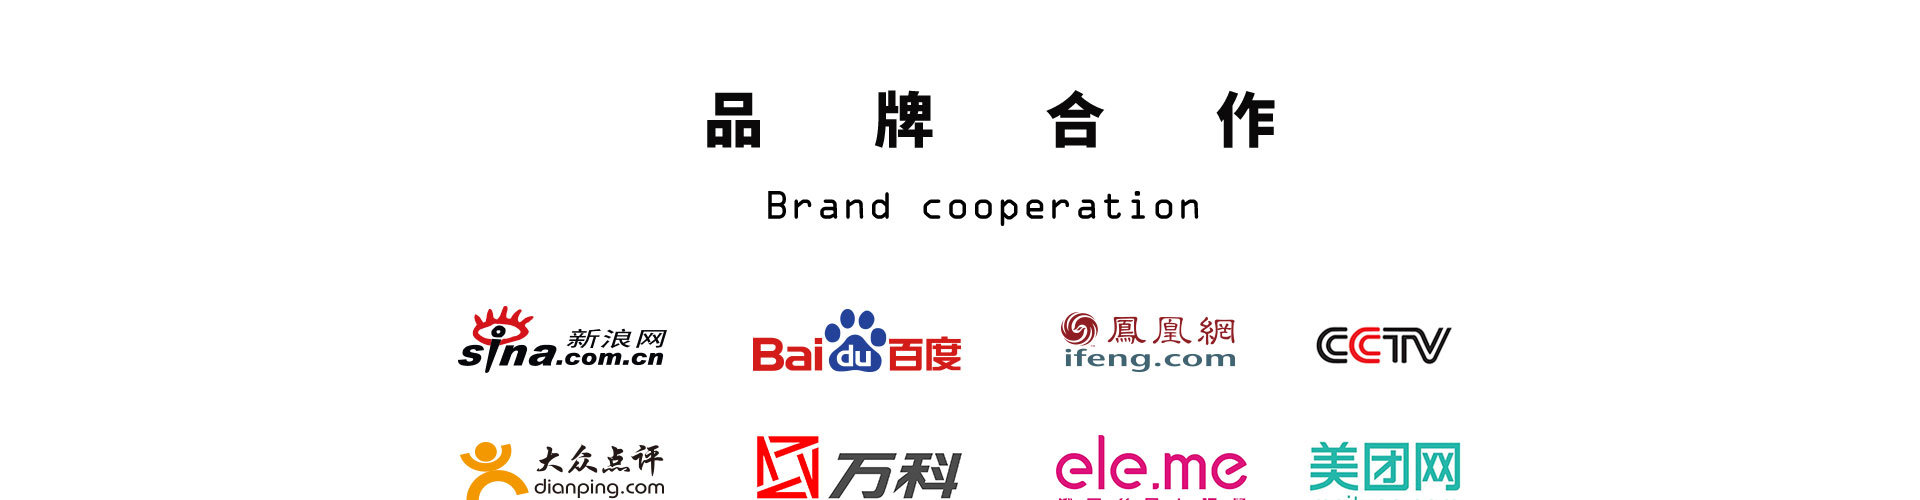 品牌合作
Brand cooperation
sina 新浪网
.com.cn
Bai du 百度
鳳凰網
ifeng.com
CCTV
大众点评
dianping.com
万科
ele.me
美团网